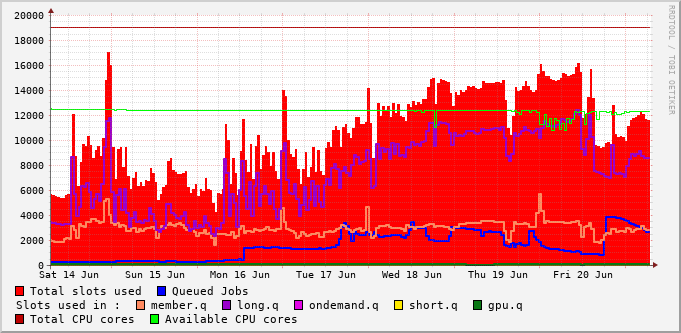 20000
18000
16000
14000
12000
10000
8000
6000
4000
2000
0
Sat 14 Jun Sun 15 Jun Mon 16 Jun Tue 17 Jun Wed 18 Jun Thu 19 Jun Fri 20 Jun
RRDTOOL / TOBI OETIKER
Total slots used Queued Jobs
Slots used in : member.q long.q ondemand.q short.q gpu.q
Total CPU cores Available CPU cores